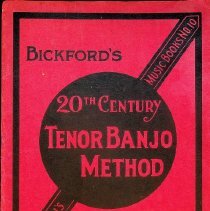 BICKFORD'S
MUSIC BOOKS NO.10
20TH CENTURY
TENOR BANJO
METHOD